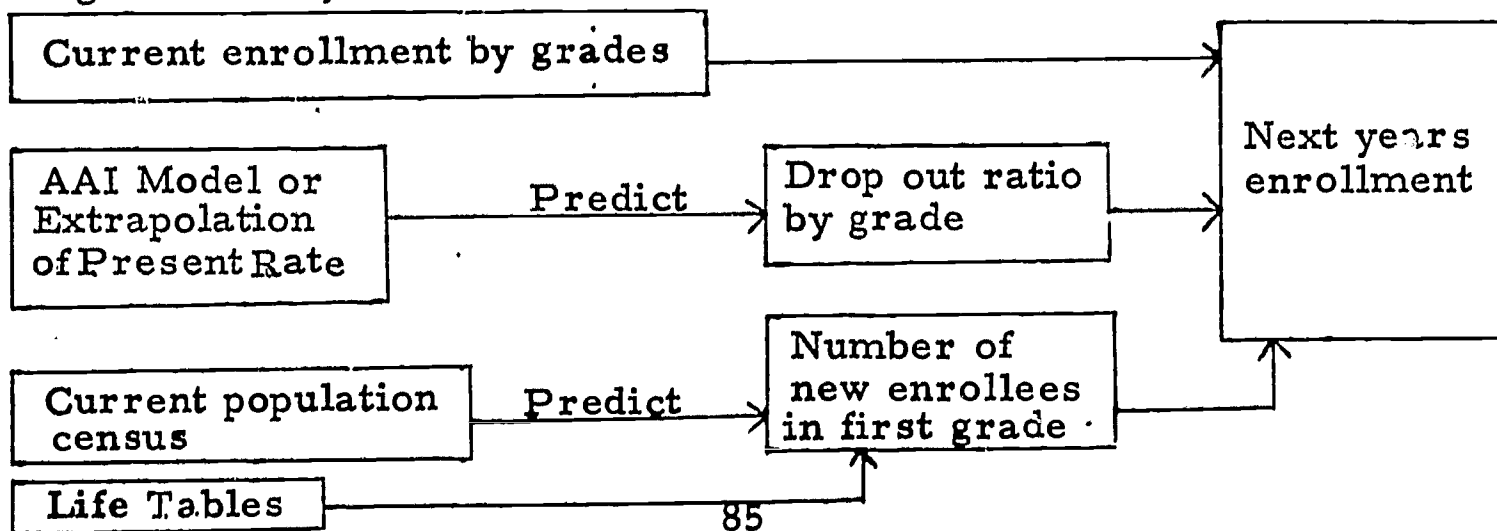 Current enrollment by grades
AAI Model or
Extrapolation
of Present Rate
Predict
Drop out ratio
by grade
Next years
enrollment
Current population
census
Predict
Number of
new enrollees
in first grade
Life Tables
85